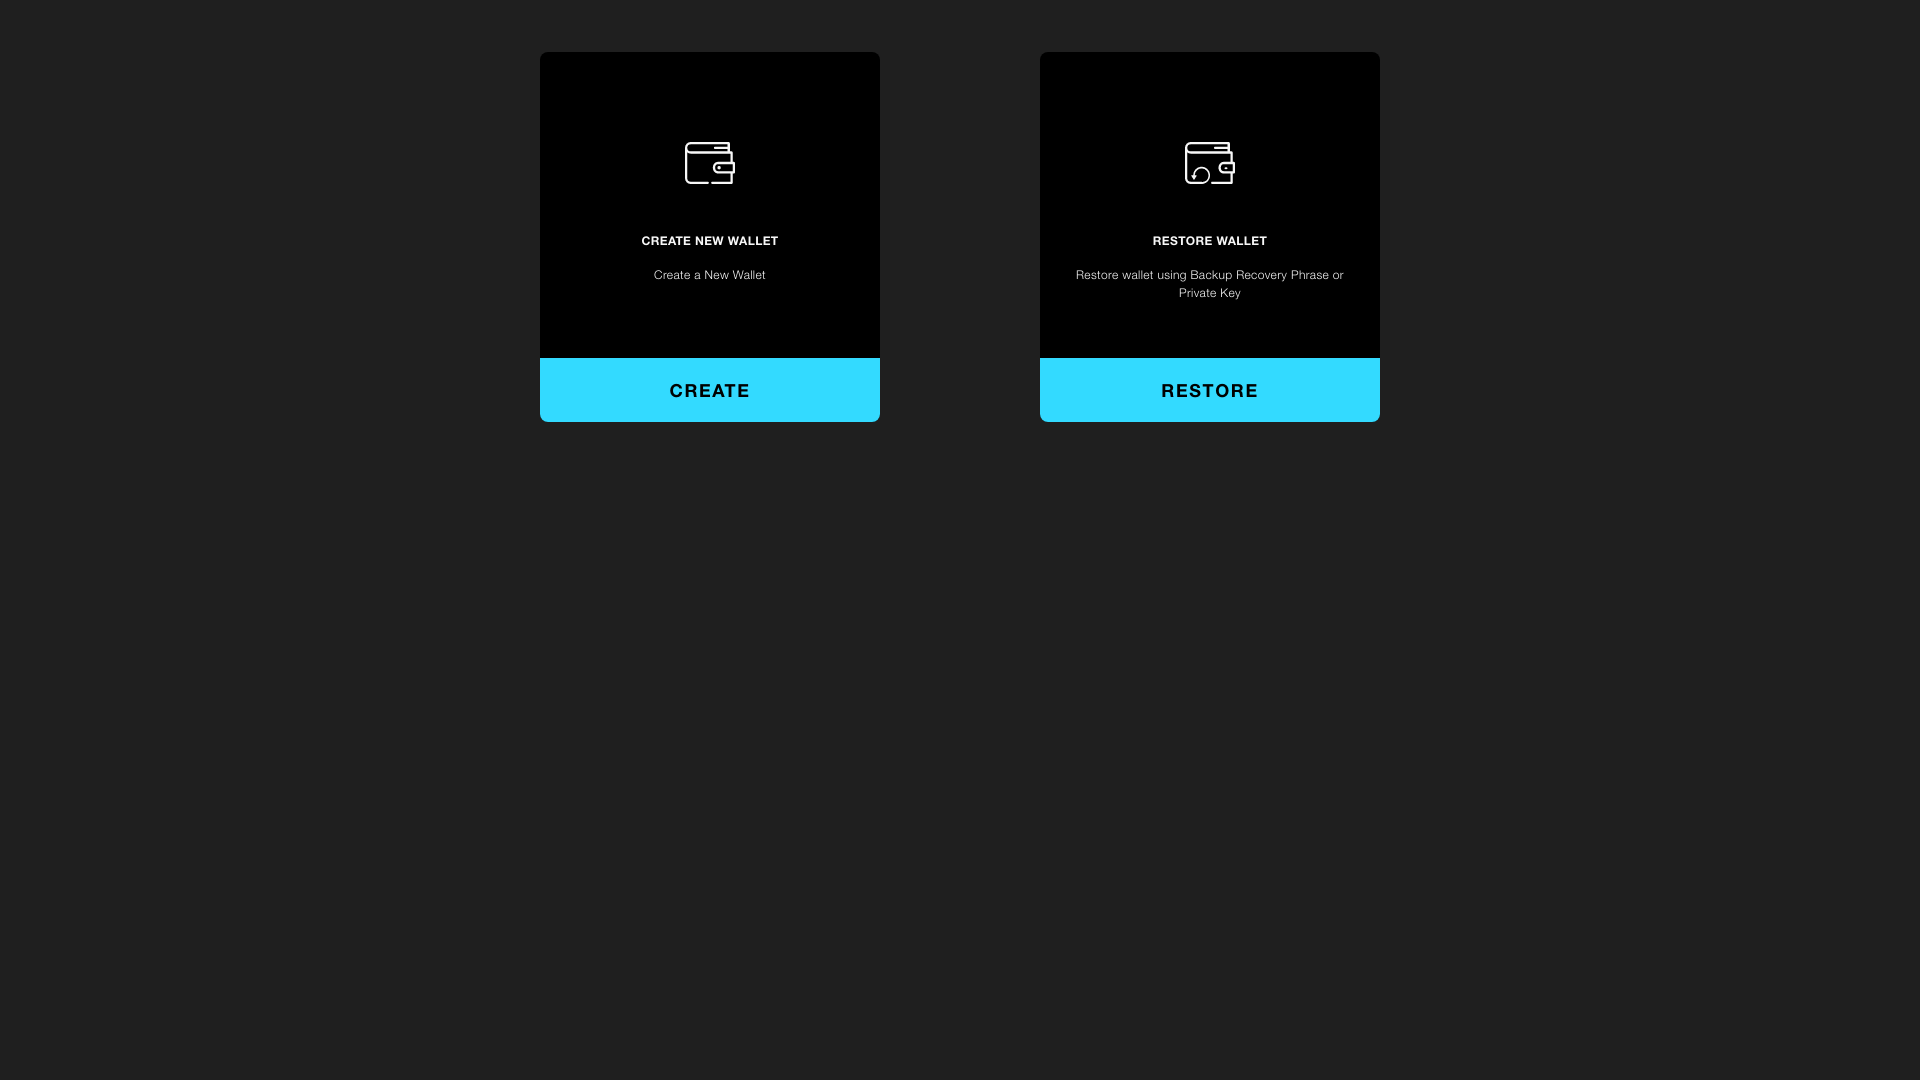 CREATE NEW WALLET
Create a New Wallet
CREATE
RESTORE WALLET
Restore wallet using Backup Recovery Phrase or
Private Key
RESTORE